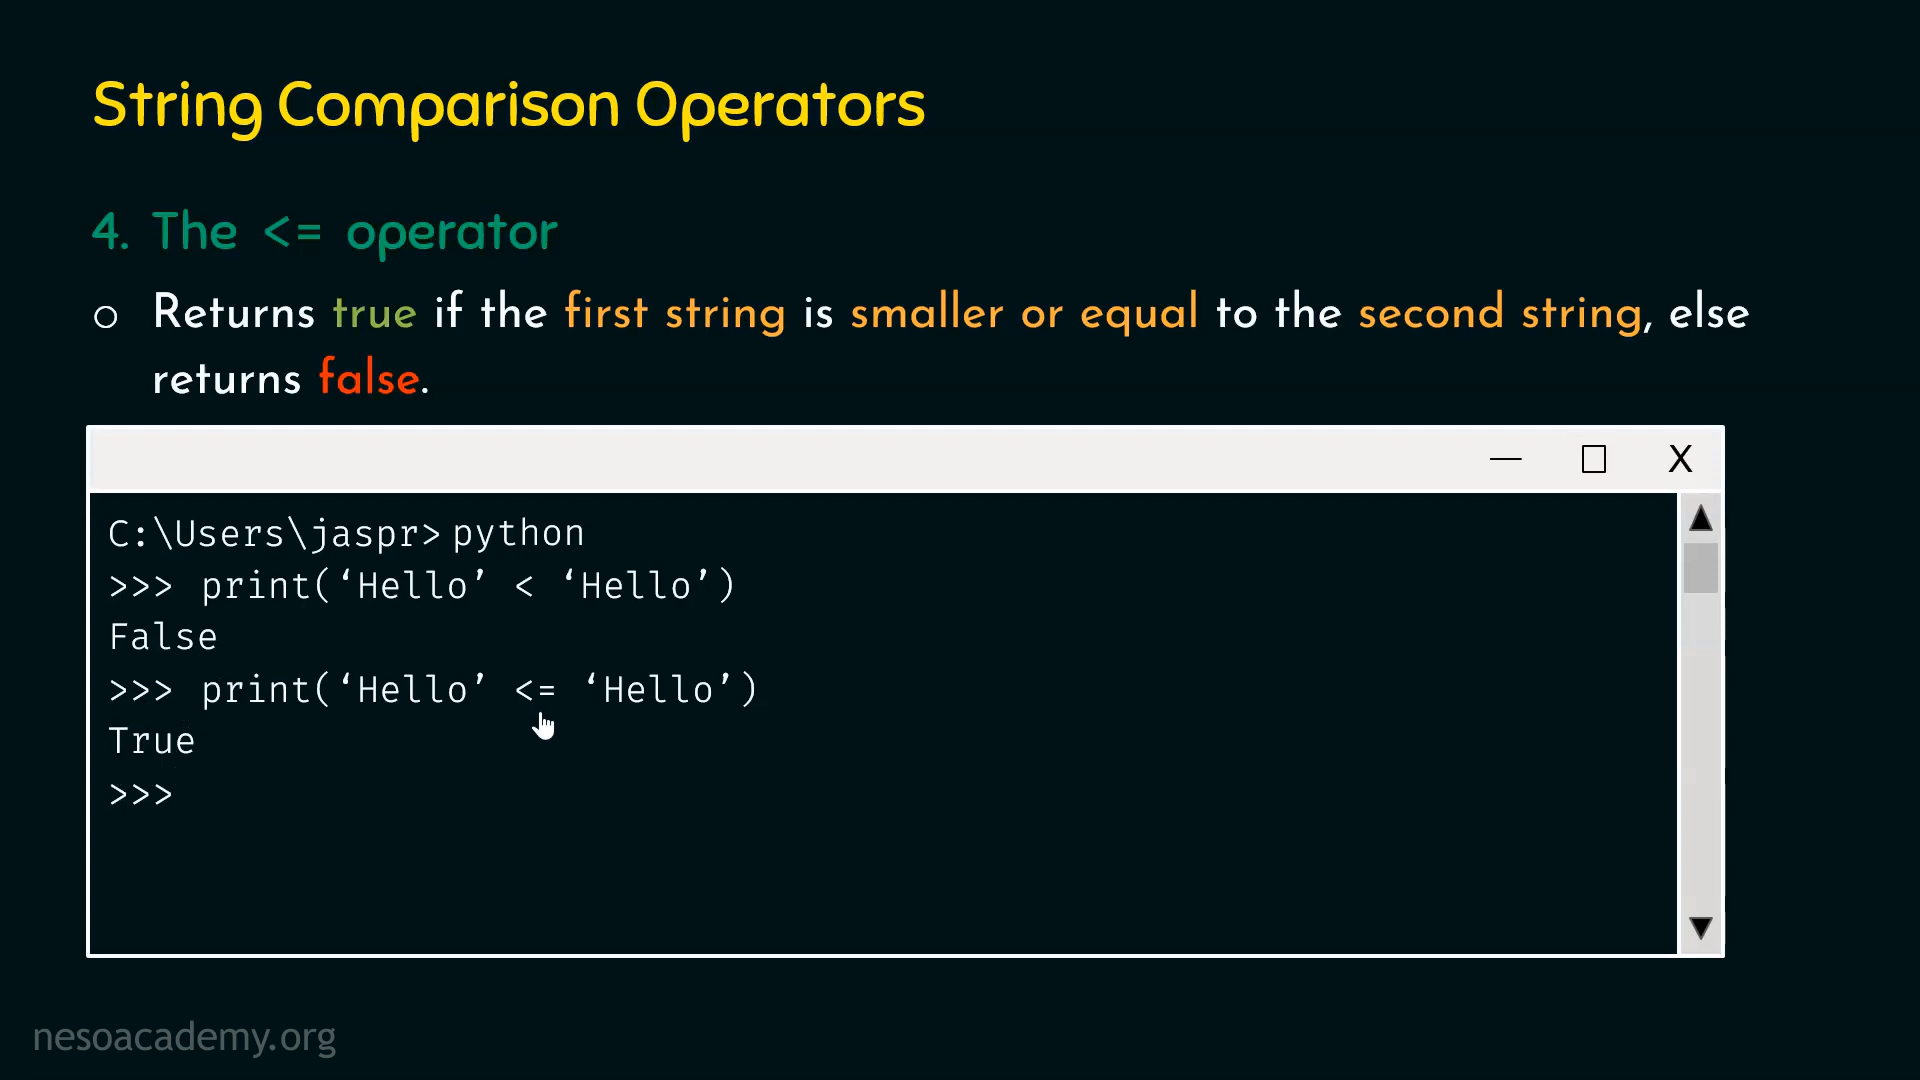 String Comparison Operators
4. The <= operator
○ Returns true if the first string is smaller or equal to the second string, else
returns false.
X
C:\Users\jaspr>python
>>> print(‘Hello’ < ‘Hello’)
False
>>> print(‘Hello’ <= ‘Hello’)
True
>>>
nesoacademy.org